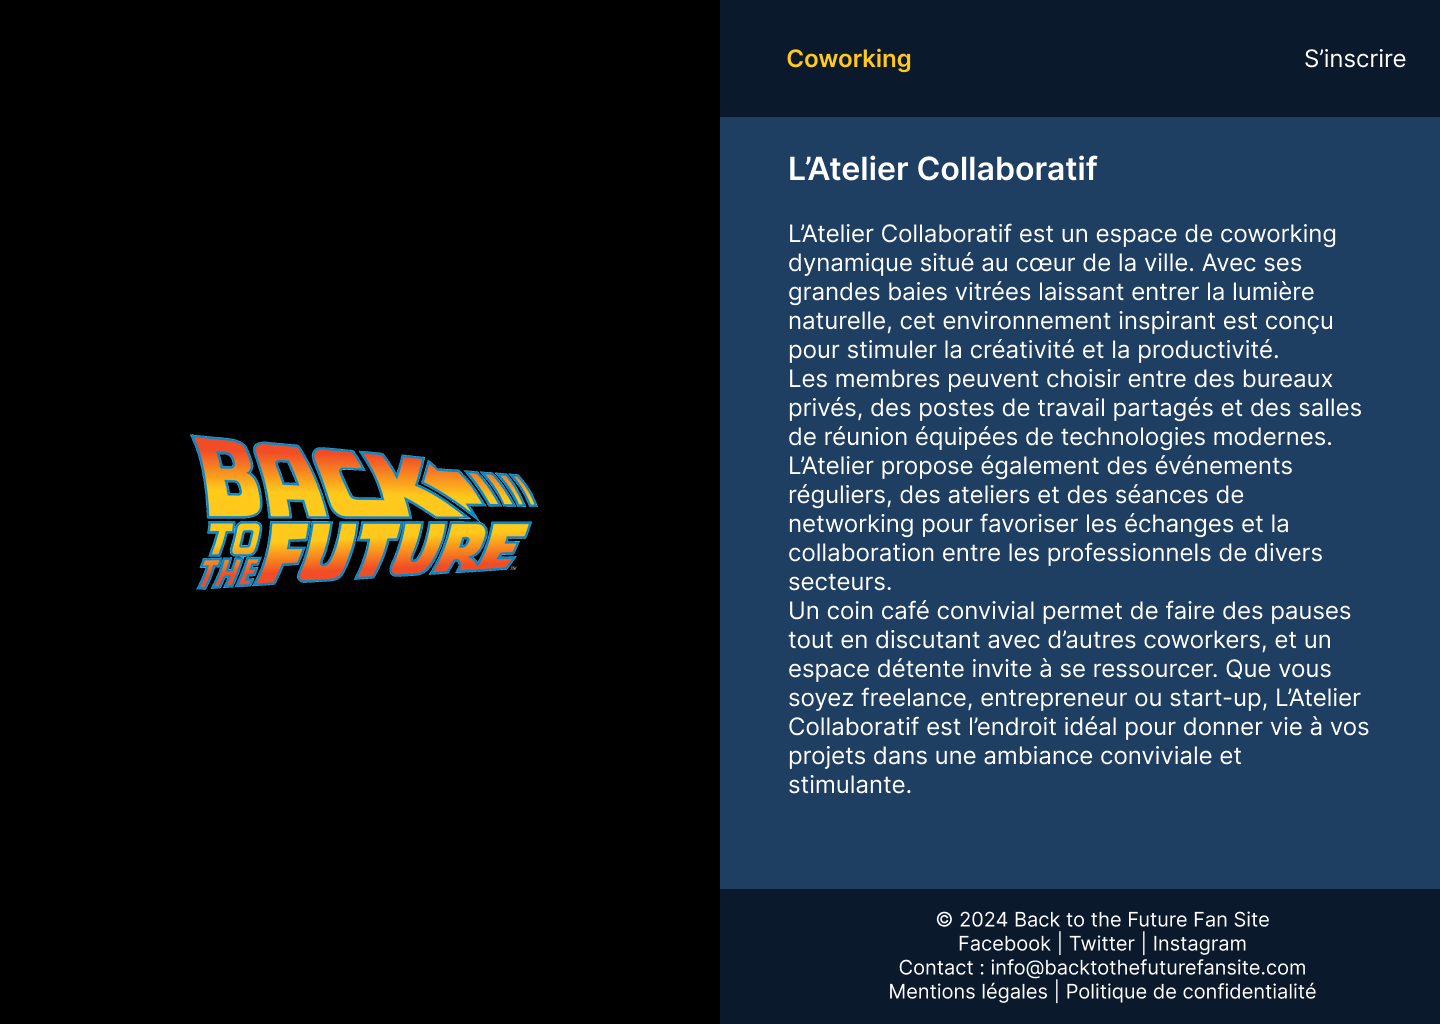 BACK
TO
THE FUTURE ™
Coworking
S’inscrire
L’Atelier Collaboratif
L’Atelier Collaboratif est un espace de coworking
dynamique situé au cœur de la ville. Avec ses
grandes baies vitrées laissant entrer la lumière
naturelle, cet environnement inspirant est conçu
pour stimuler la créativité et la productivité.
Les membres peuvent choisir entre des bureaux
privés, des postes de travail partagés et des salles
de réunion équipées de technologies modernes.
L’Atelier propose également des événements
réguliers, des ateliers et des séances de
networking pour favoriser les échanges et la
collaboration entre les professionnels de divers
secteurs.
Un coin café convivial permet de faire des pauses
tout en discutant avec d’autres coworkers, et un
espace détente invite à se ressourcer. Que vous
soyez freelance, entrepreneur ou start-up, L’Atelier
Collaboratif est l’endroit idéal pour donner vie à vos
projets dans une ambiance conviviale et
stimulante.
© 2024 Back to the Future Fan Site
Facebook | Twitter | Instagram
Contact : info@backtothefuturefansite.com
Mentions légales | Politique de confidentialité